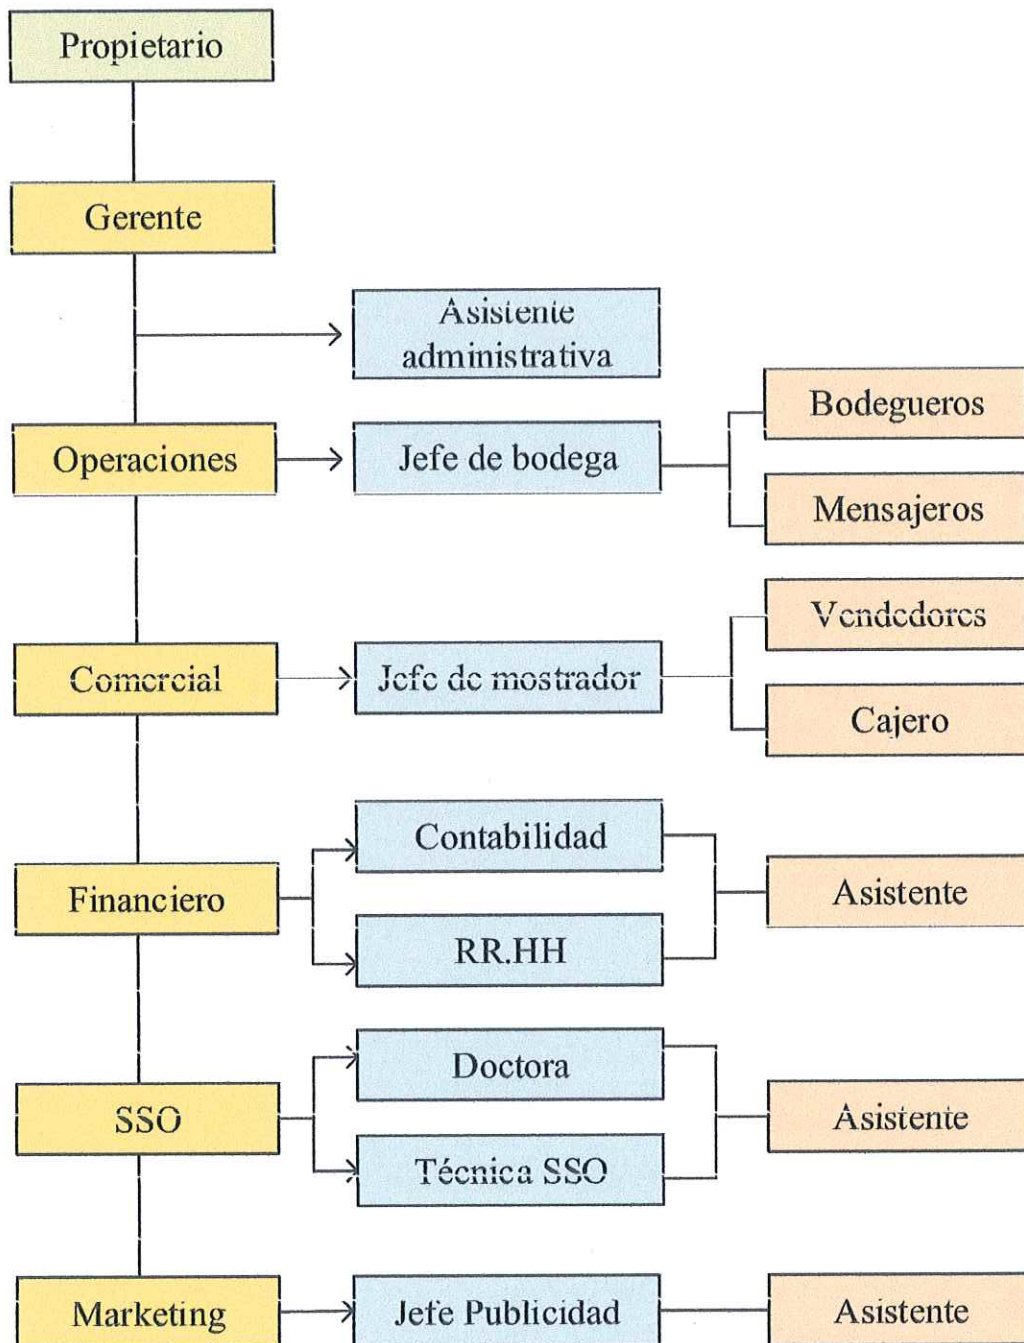 Propietario
Gerente
Asistente
administrativa
Operaciones
Jefe de bodega
Bodegueros
Mensajeros
Comercial
Jefe de mostrador
Vendedores
Cajero
Financiero
Contabilidad
RR.HH
Asistente
SSO
Doctora
Técnica SSO
Asistente
Marketing
Jefe Publicidad
Asistente